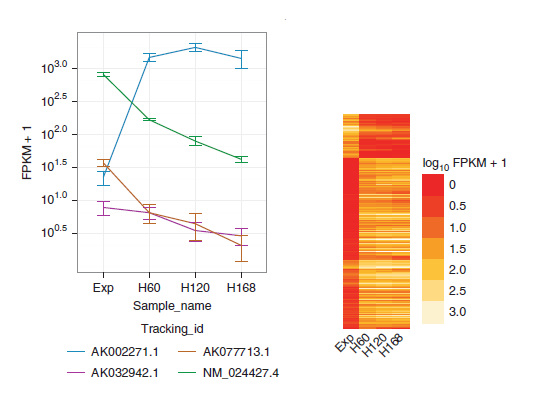 FPKM + 1
10^3.0
10^2.5
10^2.0
10^1.5
10^1.0
10^0.5
Exp H60 H120 H168
Sample_name
Tracking_id
AK002271.1 AK077713.1
AK032942.1 NM_024427.4
Exp H60 H120 H168
log10 FPKM + 1
0
0.5
1.0
1.5
2.0
2.5
3.0